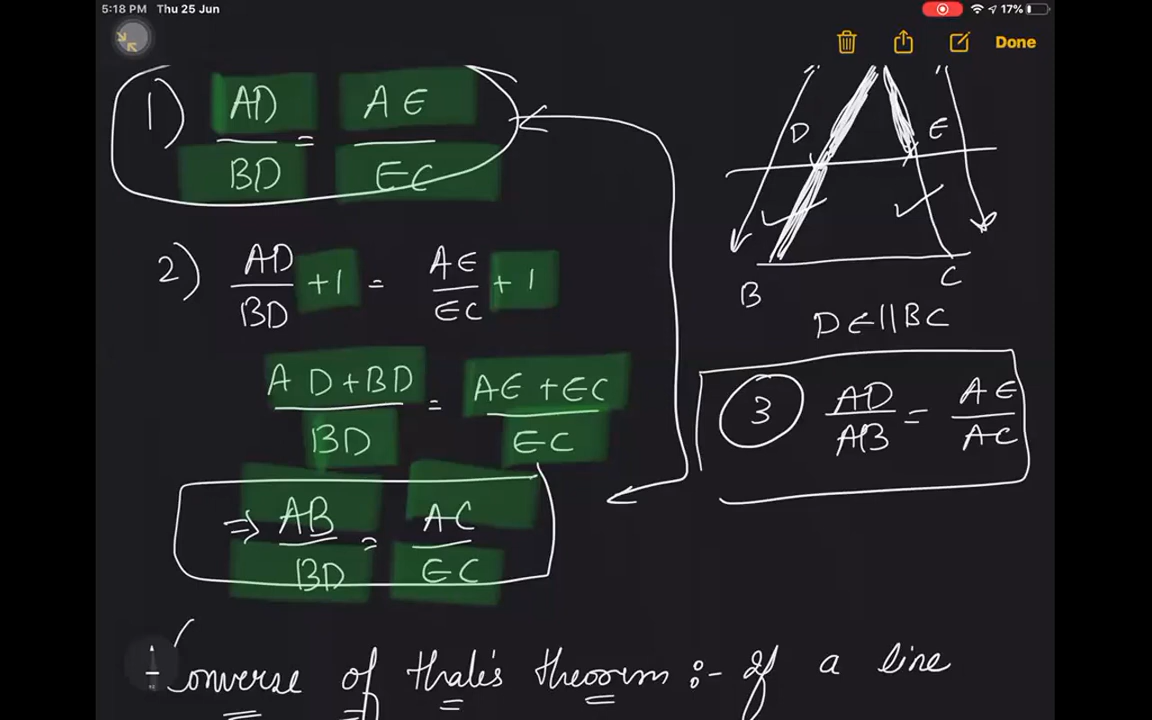 5:18 PM Thu 25 Jun
17%
Done
1) AD/BD = AE/EC
D E
B C
DE||BC
2) AD/BD +1 = AE/EC + 1
AD+BD/BD = AE+EC/EC
③ AD/AB = AE/AC
⇒ AB/BD = AC/EC
Converse of thale's theorom :- If a line